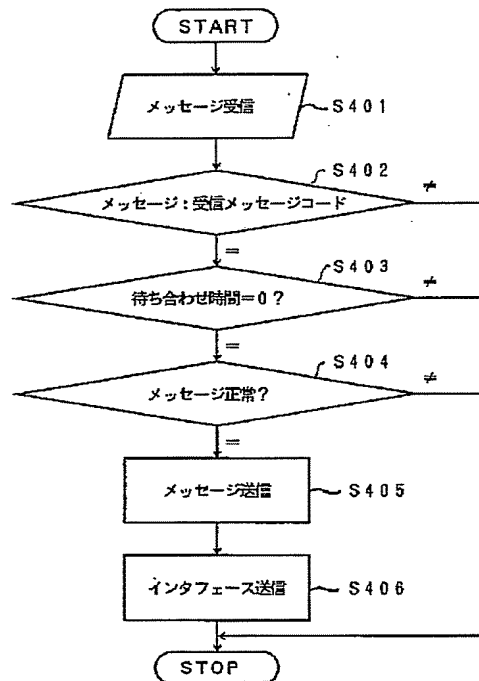 START
メッセージ受信
S401
S402
メッセージ:受信メッセージコード
≠
=
S403
待ち合わせ時間=0?
≠
=
S404
メッセージ正常?
≠
=
メッセージ送信
S405
インタフェース送信
S406
STOP